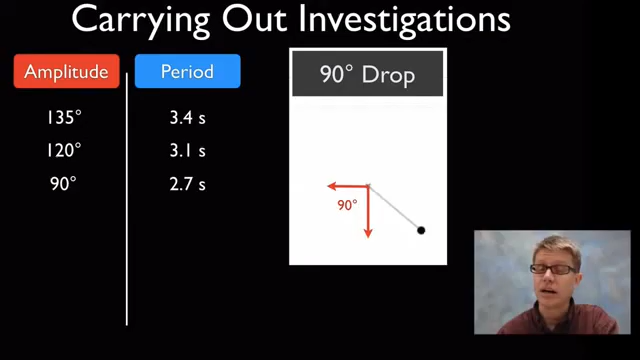 Carrying Out Investigations
Amplitude Period
135° 3.4 s
120° 3.1 s
90° 2.7 s
90° Drop
90°